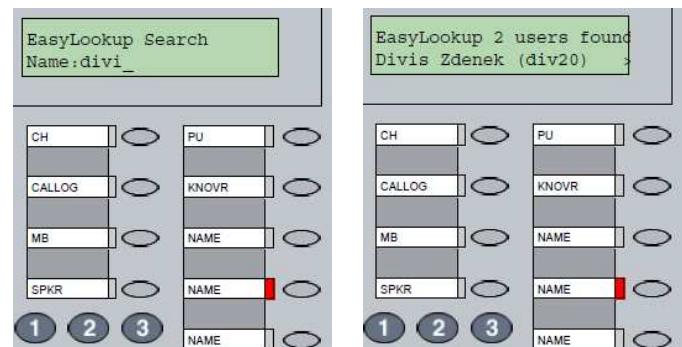 EasyLookup Search
Name:divi_
CH
PU
CALLOG
KNOVR
MB
NAME
SPKR
NAME
1 2 3
NAME
EasyLookup 2 users found
Divis Zdenek (div20) >
CH
PU
CALLOG
KNOVR
MB
NAME
SPKR
NAME
1 2 3
NAME